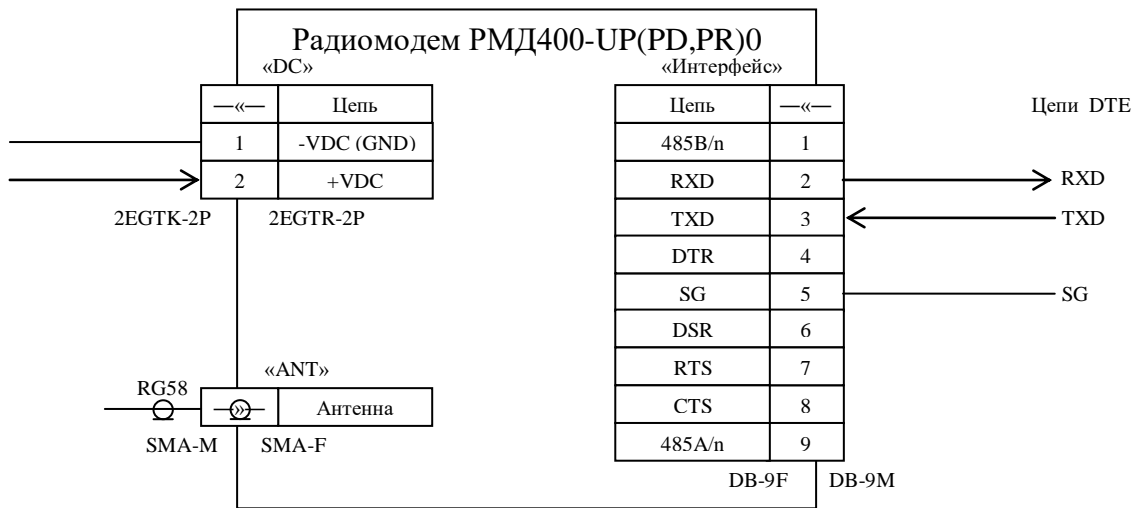 Радиомодем РМД400-UP(PD,PR)0
«DC»
«Интерфейс»
—«— Цепь
Цепь —«—
Цепи DTE
1 -VDC (GND)
485B/n 1
2 +VDC
RXD 2 RXD
2EGTK-2P 2EGTR-2P
TXD 3 TXD
DTR 4
SG 5 SG
DSR 6
RTS 7
«ANT»
RG58
—»— Антенна
CTS 8
SMA-M SMA-F
485A/n 9
DB-9F DB-9M